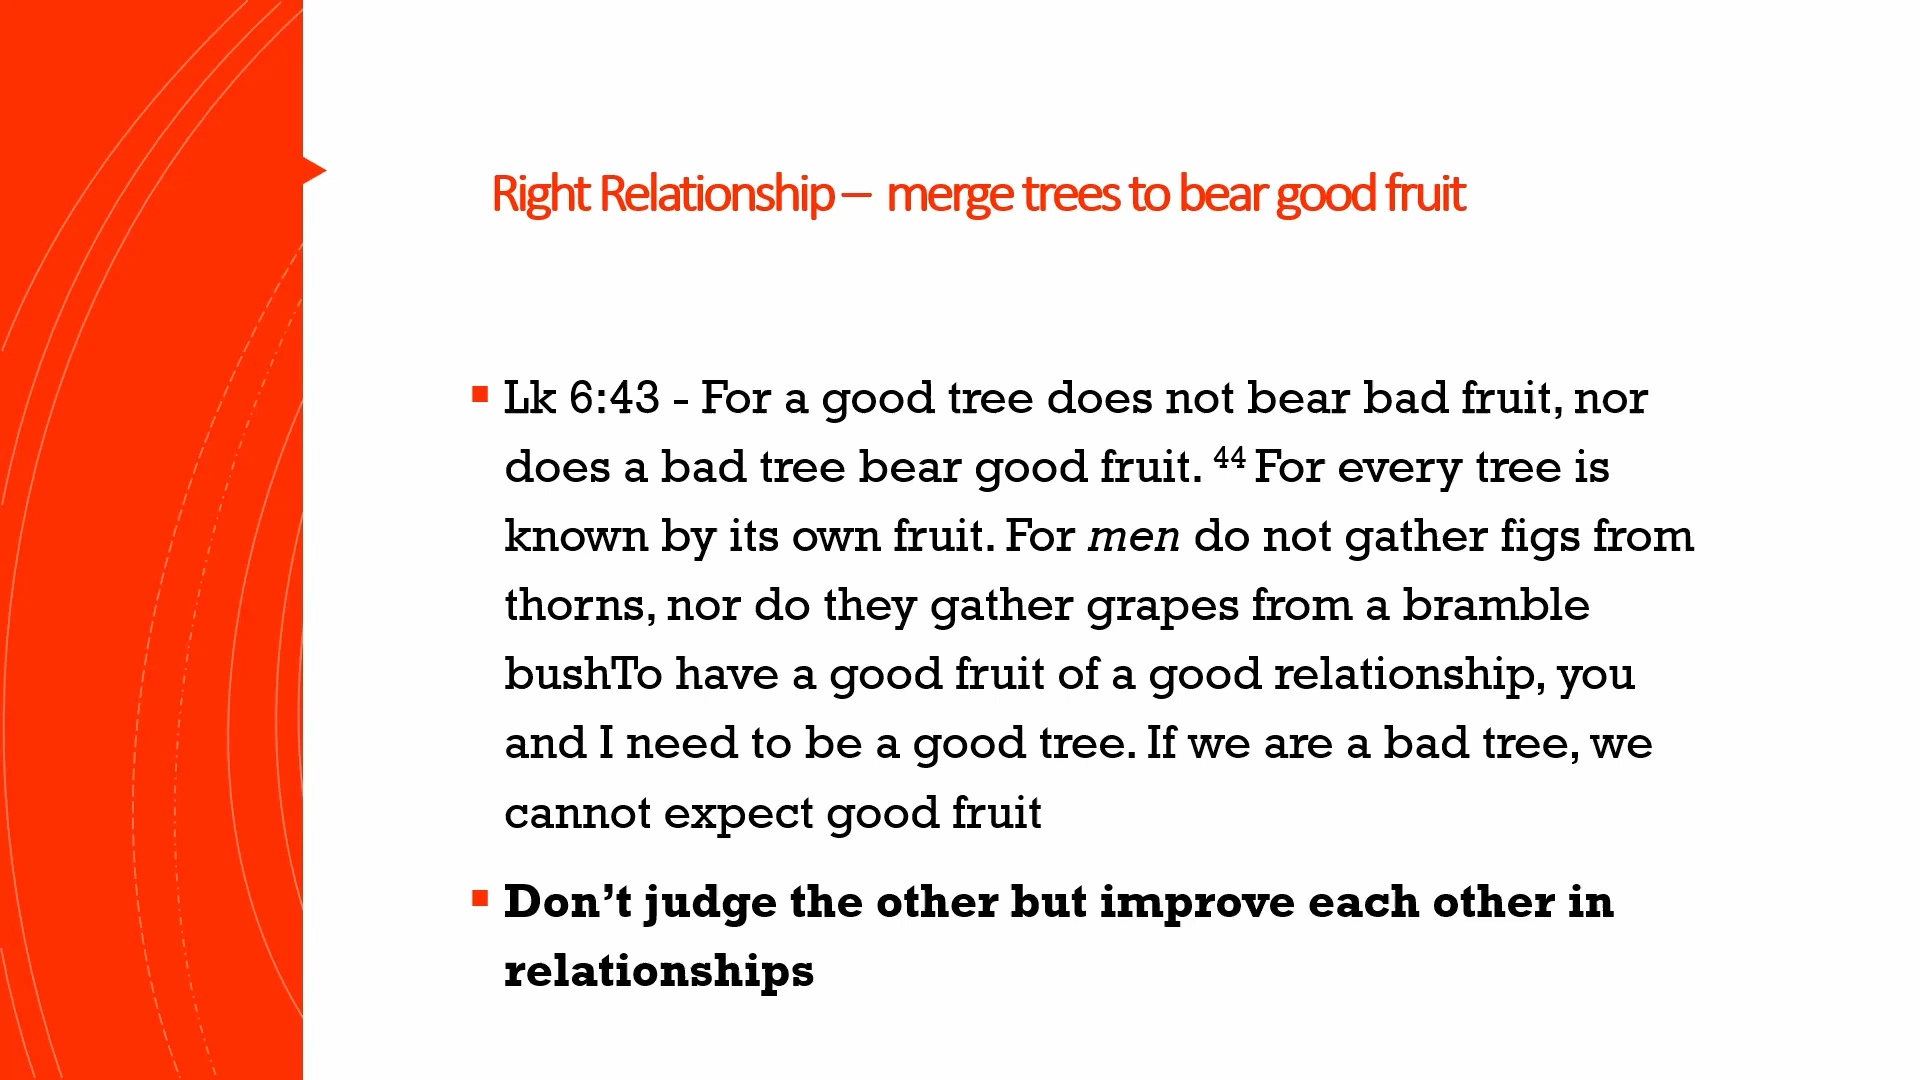 Right Relationship – merge trees to bear good fruit
▪ Lk 6:43 - For a good tree does not bear bad fruit, nor
does a bad tree bear good fruit. 44 For every tree is
known by its own fruit. For men do not gather figs from
thorns, nor do they gather grapes from a bramble
bushTo have a good fruit of a good relationship, you
and I need to be a good tree. If we are a bad tree, we
cannot expect good fruit
▪ Don’t judge the other but improve each other in
relationships